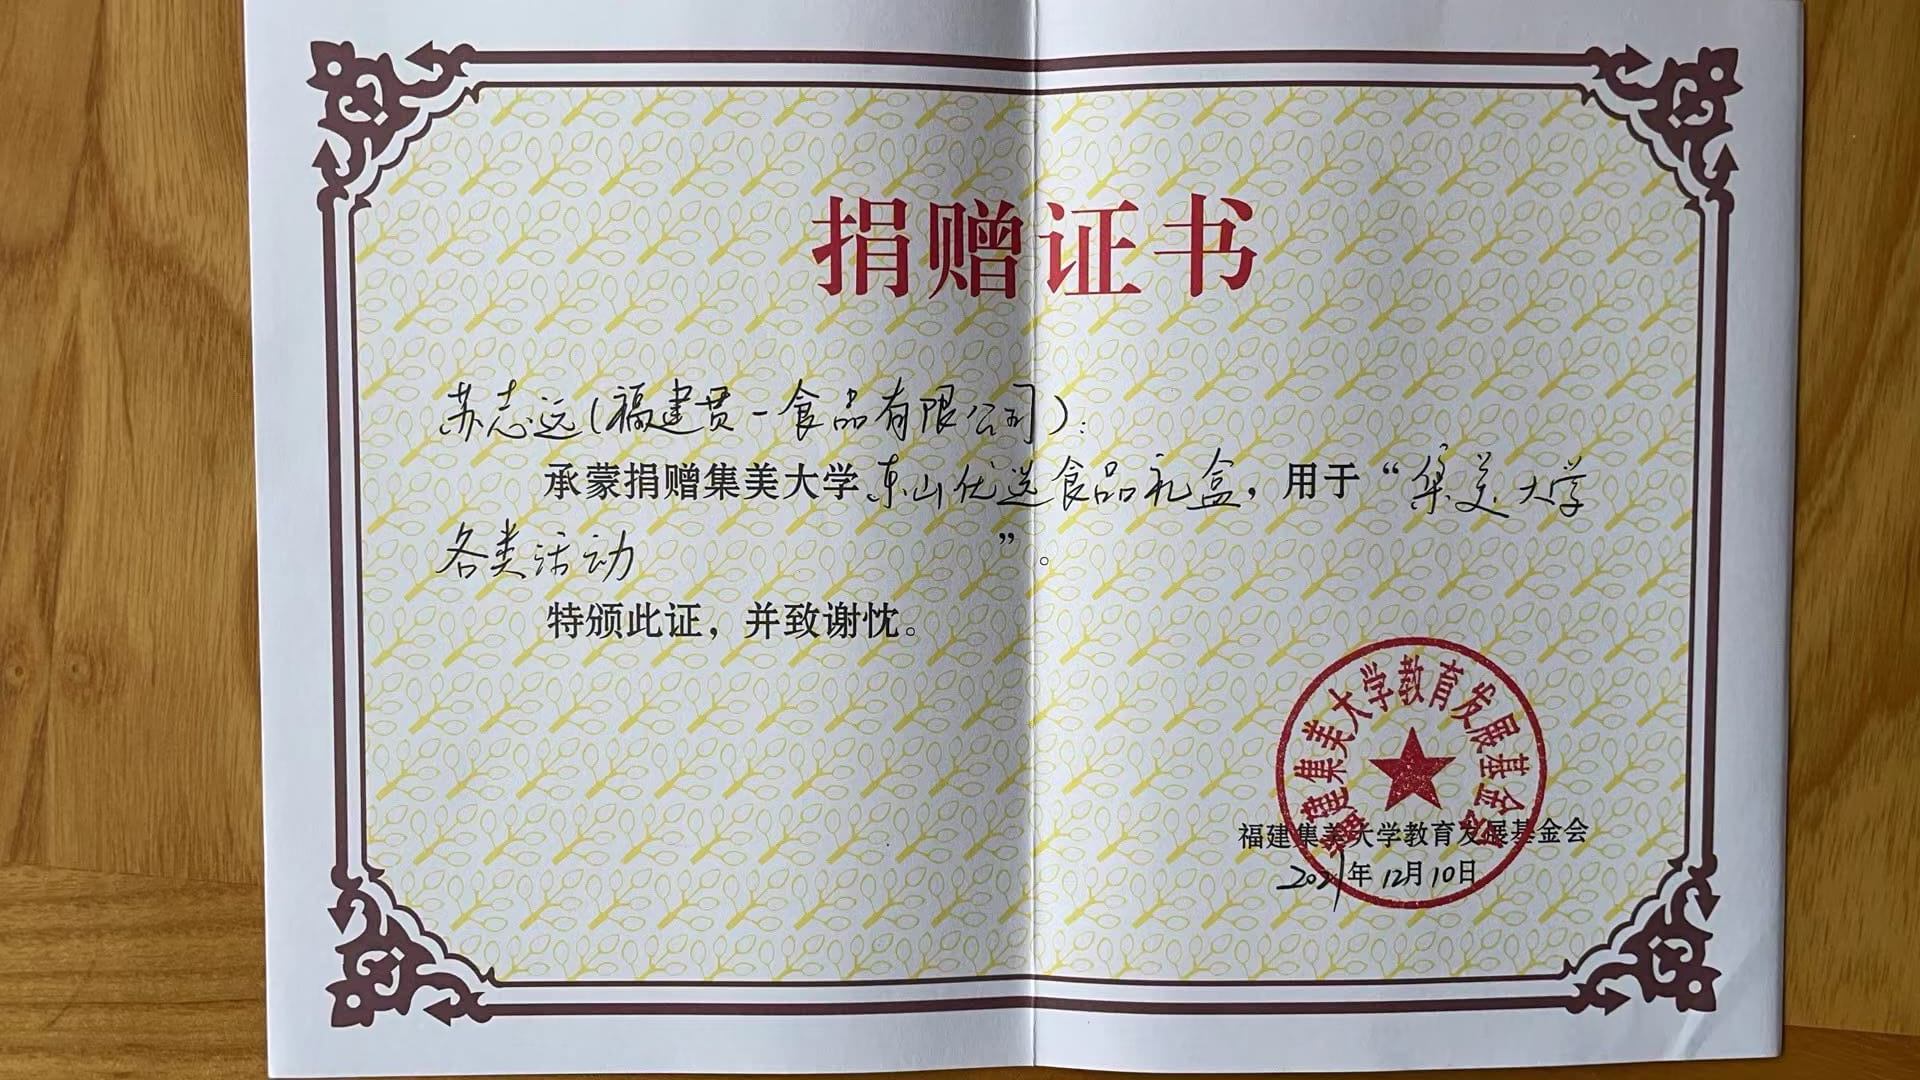 捐赠证书
苏志远(福建贯一食品有限公司):
承蒙捐赠集美大学东山优选食品礼盒，用于“集美大学
各类活动”。
特颁此证，并致谢忱。
福建集美大学教育发展基金会
福建集美大学教育发展基金会
2021年12月10日